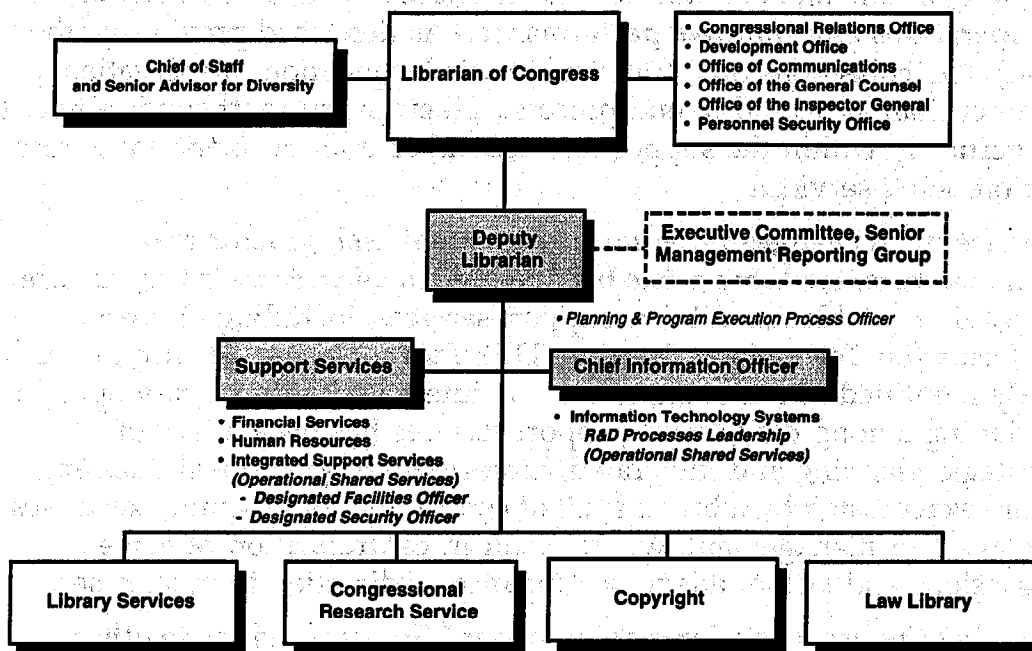 Chief of Staff
and Senior Advisor for Diversity
Librarian of Congress
• Congressional Relations Office
• Development Office
• Office of Communications
• Office of the General Counsel
• Office of the Inspector General
• Personnel Security Office
Deputy
Librarian
Executive Committee, Senior
Management Reporting Group
• Planning & Program Execution Process Officer
Support Services
Chief Information Officer
• Financial Services
• Human Resources
• Integrated Support Services
(Operational Shared Services)
- Designated Facilities Officer
- Designated Security Officer
• Information Technology Systems
R&D Processes Leadership
(Operational Shared Services)
Library Services
Congressional
Research Service
Copyright
Law Library